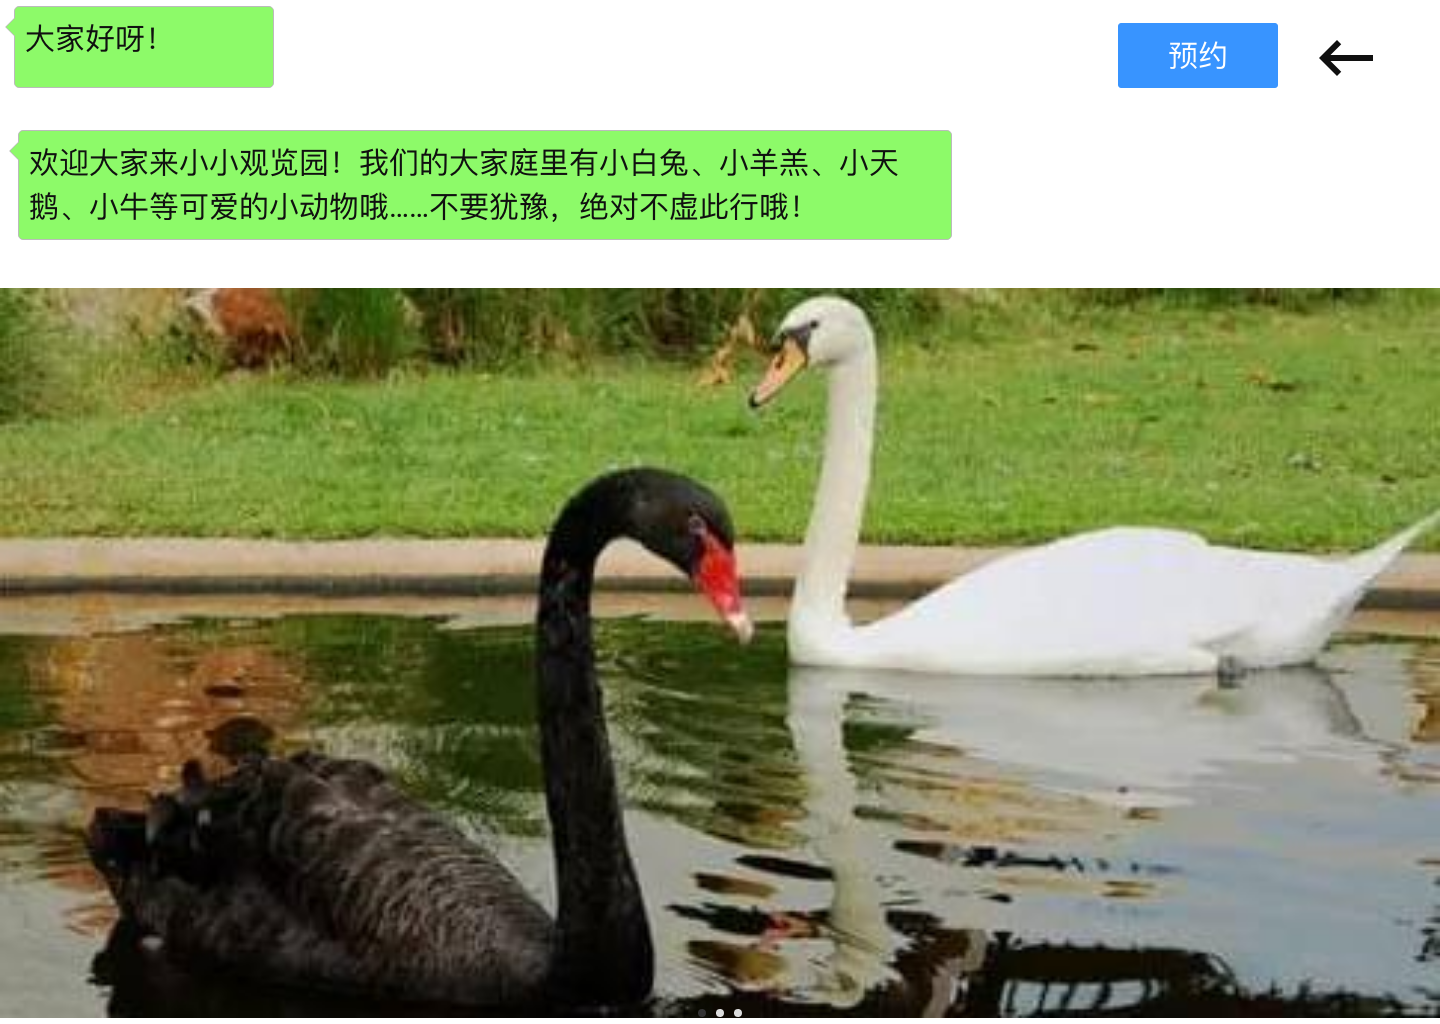 大家好呀！
预约
欢迎大家来小小观览园！我们的大家庭里有小白兔、小羊羔、小天
鹅、小牛等可爱的小动物哦……不要犹豫，绝对不虚此行哦！